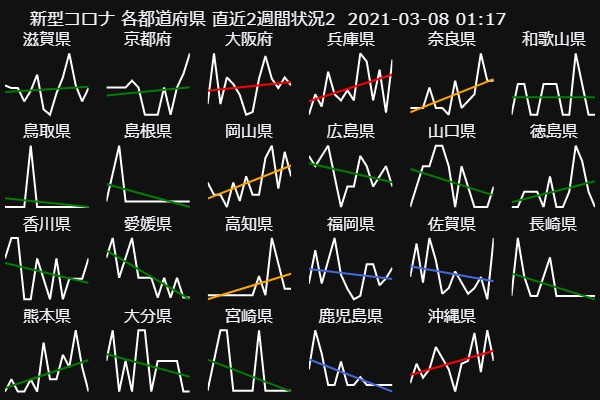 新型コロナ 各都道府県 直近2週間状況2 2021-03-08 01:17
滋賀県 京都府 大阪府 兵庫県 奈良県 和歌山県
鳥取県 島根県 岡山県 広島県 山口県 徳島県
香川県 愛媛県 高知県 福岡県 佐賀県 長崎県
熊本県 大分県 宮崎県 鹿児島県 沖縄県